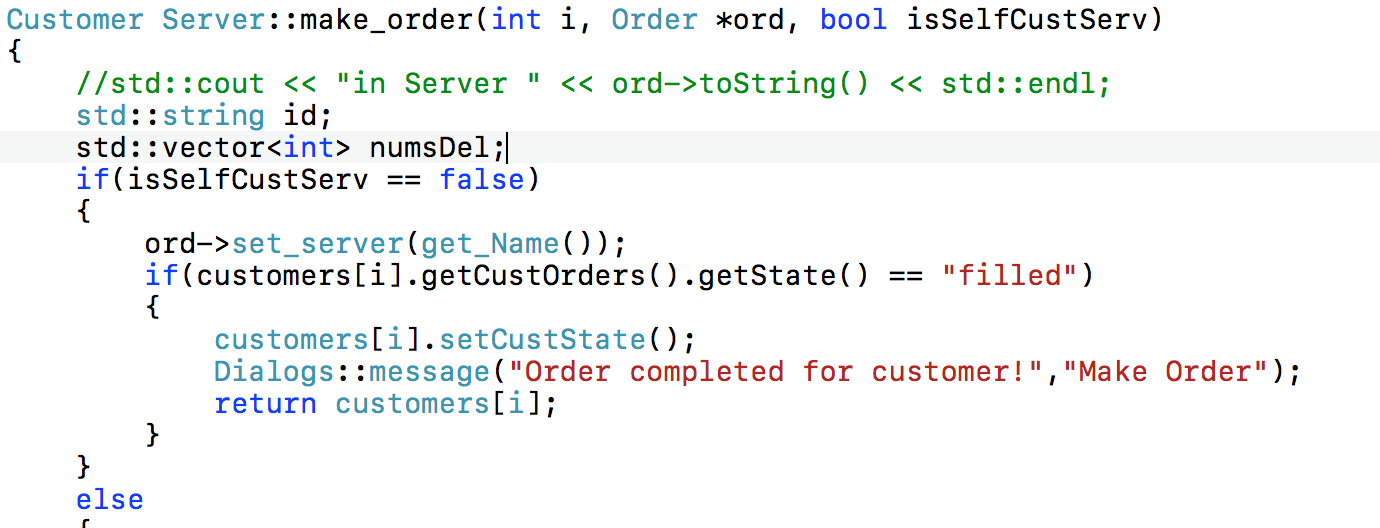 Customer Server::make_order(int i, Order *ord, bool isSelfCustServ)
{
    //std::cout << "in Server " << ord->toString() << std::endl;
    std::string id;
    std::vector<int> numsDel;
    if(isSelfCustServ == false)
    {
        ord->set_server(get_Name());
        if(customers[i].getCustOrders().getState() == "filled")
        {
            customers[i].setCustState();
            Dialogs::message("Order completed for customer!","Make Order");
            return customers[i];
        }
    }
    else
    {